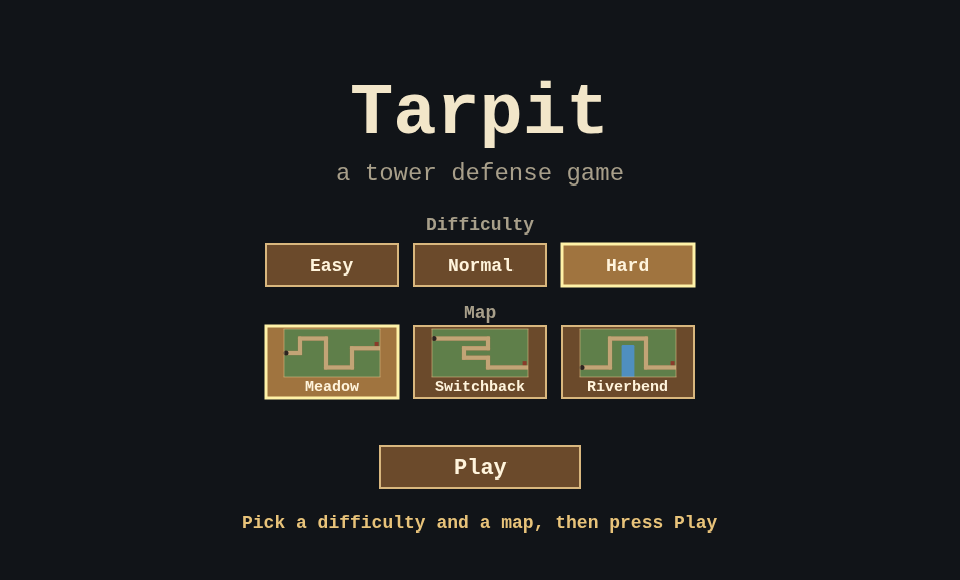 Tarpit
a tower defense game
Difficulty
Easy Normal Hard
Map
Meadow Switchback Riverbend
Play
Pick a difficulty and a map, then press Play